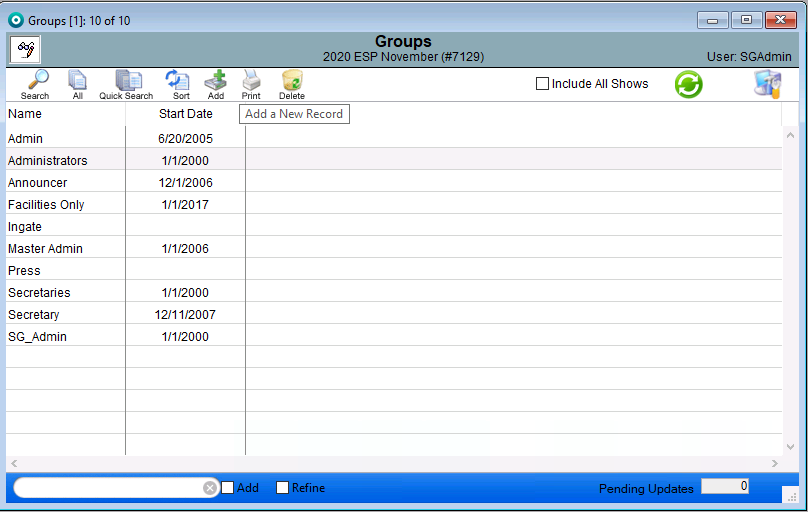 Groups [1]: 10 of 10
Groups
2020 ESP November (#7129)
User: SGAdmin
Search All Quick Search Sort Add Print Delete
Include All Shows
Name Start Date
Add a New Record
Admin 6/20/2005
Administrators 1/1/2000
Announcer 12/1/2006
Facilities Only 1/1/2017
Ingate
Master Admin 1/1/2006
Press
Secretaries 1/1/2000
Secretary 12/11/2007
SG_Admin 1/1/2000
Add Refine Pending Updates 0